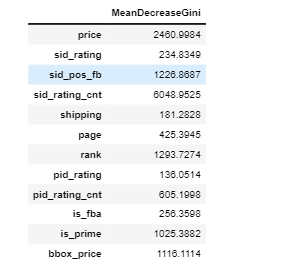 MeanDecreaseGini
price 2460.9984
sid_rating 234.8349
sid_pos_fb 1226.8687
sid_rating_cnt 6048.9525
shipping 181.2828
page 425.3945
rank 1293.7274
pid_rating 136.0514
pid_rating_cnt 605.1998
is_fba 256.3598
is_prime 1025.3882
bbox_price 1116.1114